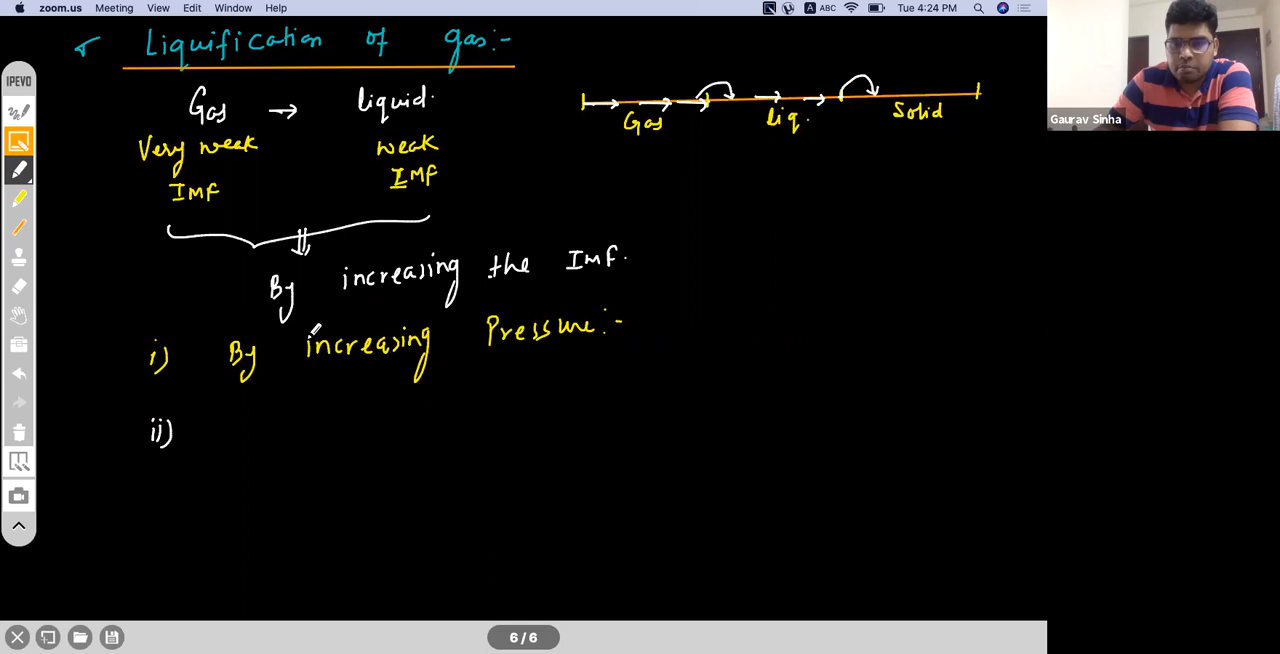 zoom.us Meeting View Edit Window Help
A ABC Tue 4:24 PM
Liquification of gas:-
IPEVO
Gas → liquid.
Very weak weak
IMF IMF
Gas liq. Solid
Gaurav Sinha
By increasing the IMF.
i) By increasing Pressure:-
ii)
6/6